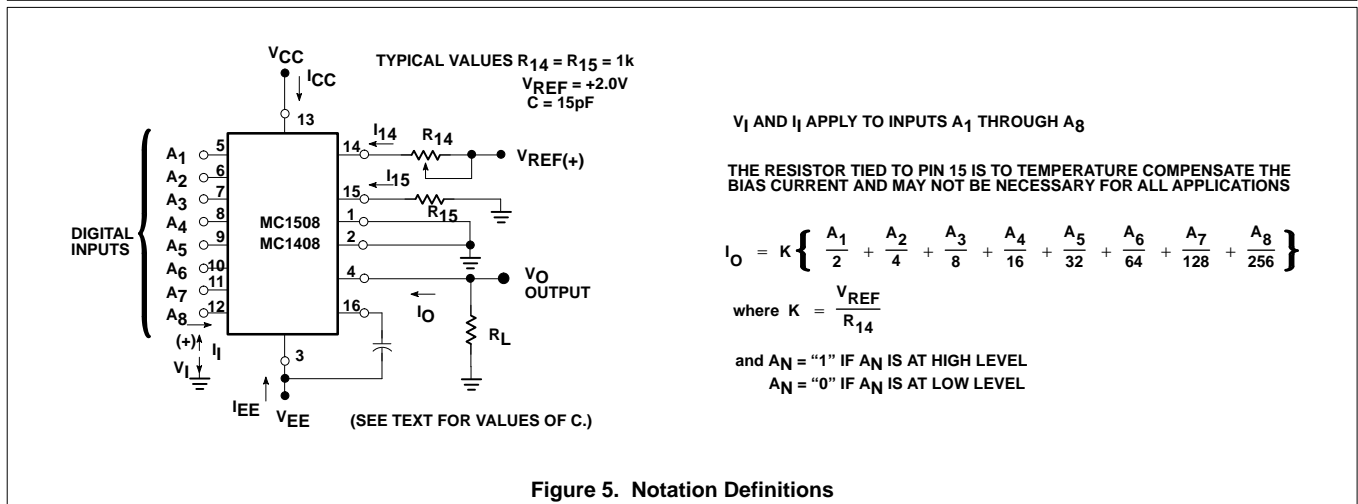 VCC
ICC
TYPICAL VALUES R14 = R15 = 1k
VREF = +2.0V
C = 15pF
13
DIGITAL
INPUTS
A1 5
A2 6
A3 7
A4 8
A5 9
A6 10
A7 11
A8 12
MC1508
MC1408
14 I14 R14 VREF(+)
15 I15 R15
1
2
4 VO
OUTPUT
IO
16
RL
(+) II
VI
3
IEE
VEE
(SEE TEXT FOR VALUES OF C.)
VI AND II APPLY TO INPUTS A1 THROUGH A8
THE RESISTOR TIED TO PIN 15 IS TO TEMPERATURE COMPENSATE THE
BIAS CURRENT AND MAY NOT BE NECESSARY FOR ALL APPLICATIONS
IO = K { A1/2 + A2/4 + A3/8 + A4/16 + A5/32 + A6/64 + A7/128 + A8/256 }
where K = VREF/R14
and AN = “1” IF AN IS AT HIGH LEVEL
AN = “0” IF AN IS AT LOW LEVEL
Figure 5. Notation Definitions